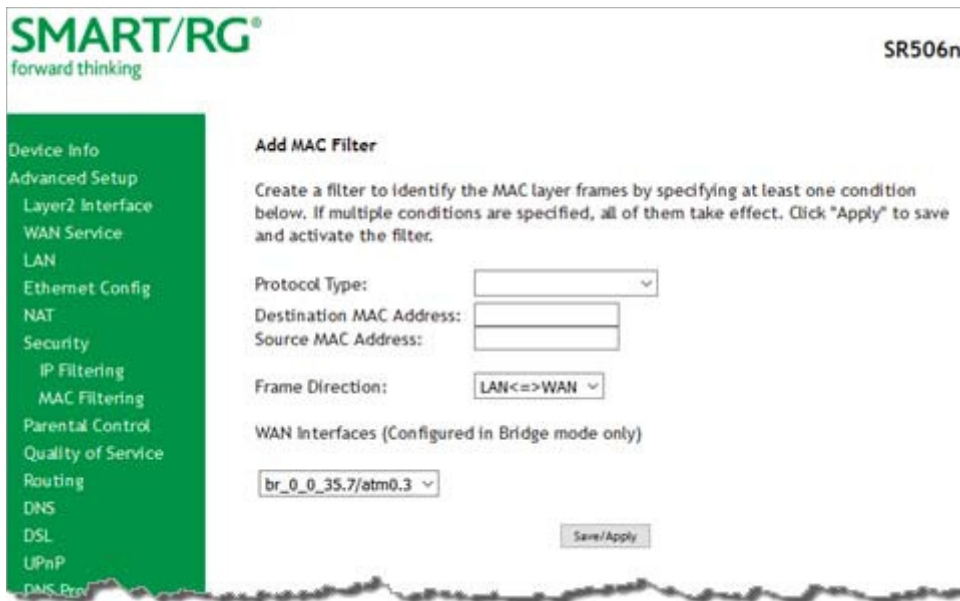 SMART/RG®
forward thinking
SR506n
Device Info
Advanced Setup
Layer2 Interface
WAN Service
LAN
Ethernet Config
NAT
Security
IP Filtering
MAC Filtering
Parental Control
Quality of Service
Routing
DNS
DSL
UPnP
DNS
Add MAC Filter
Create a filter to identify the MAC layer frames by specifying at least one condition
below. If multiple conditions are specified, all of them take effect. Click "Apply" to save
and activate the filter.
Protocol Type:
Destination MAC Address:
Source MAC Address:
Frame Direction: LAN<=>WAN
WAN Interfaces (Configured in Bridge mode only)
br_0_0_35.7/atm0.3
Save/Apply